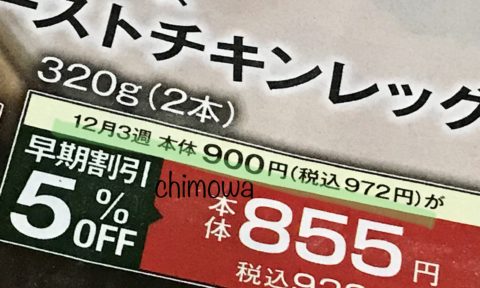 ーストチキンレッグ
320g(2本)
12月3週 本体 900円(税込972円)が
早期割引
5%OFF
chimowa
本体855円